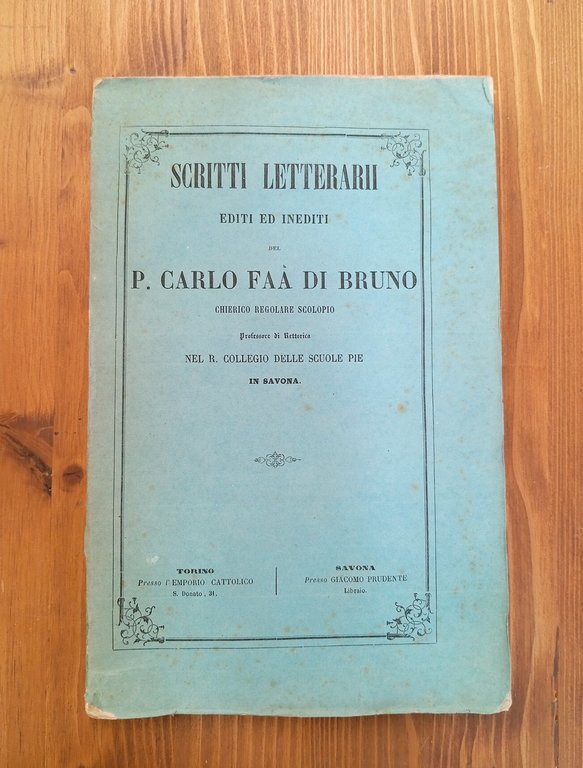 SCRITTI LETTERARII
EDITI ED INEDITI
DEL
P. CARLO FAÀ DI BRUNO
CHIERICO REGOLARE SCOLOPIO
Professore di Rettorica
NEL R. COLLEGIO DELLE SCUOLE PIE
IN SAVONA.
TORINO
Presso l'EMPORIO CATTOLICO
S. Donato, 31.
SAVONA
Presso GIACOMO PRUDENTE
Libraio.